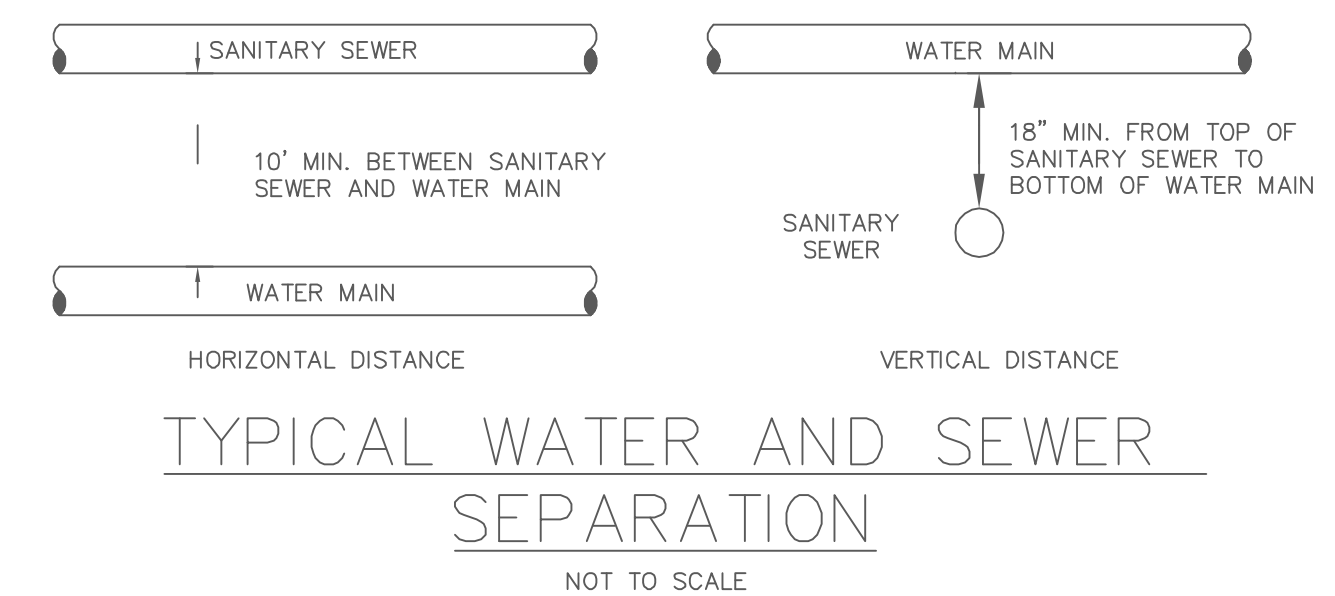 SANITARY SEWER
10' MIN. BETWEEN SANITARY
SEWER AND WATER MAIN
WATER MAIN
HORIZONTAL DISTANCE
WATER MAIN
18" MIN. FROM TOP OF
SANITARY SEWER TO
BOTTOM OF WATER MAIN
SANITARY
SEWER
VERTICAL DISTANCE
TYPICAL WATER AND SEWER
SEPARATION
NOT TO SCALE